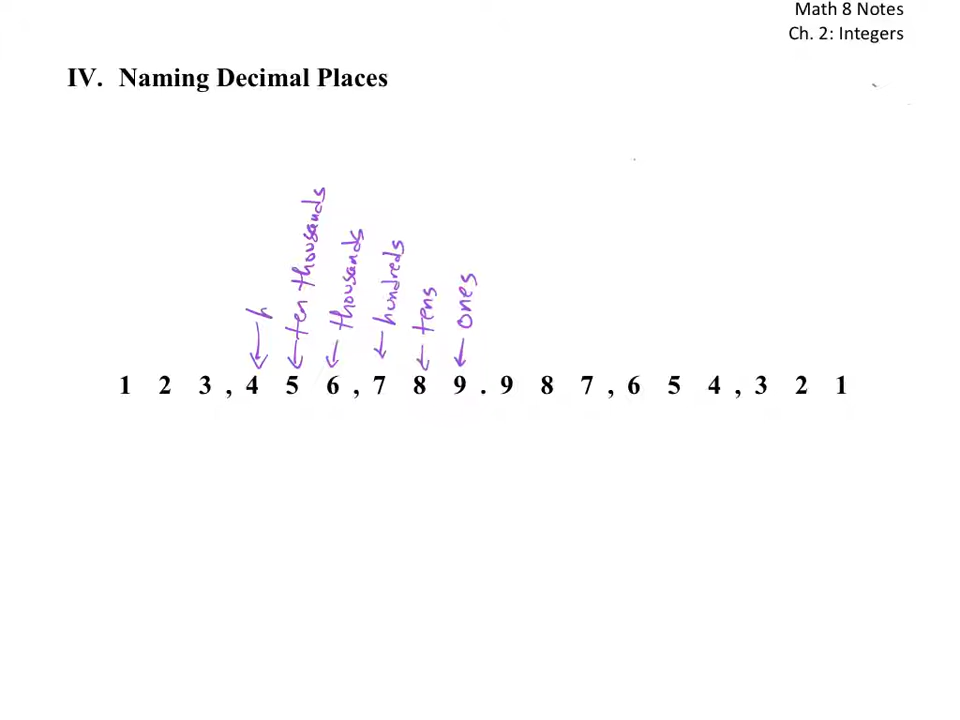 Math 8 Notes
Ch. 2: Integers
IV. Naming Decimal Places
h
ten thousands
thousands
hundreds
tens
ones
1 2 3 , 4 5 6 , 7 8 9 . 9 8 7 , 6 5 4 , 3 2 1